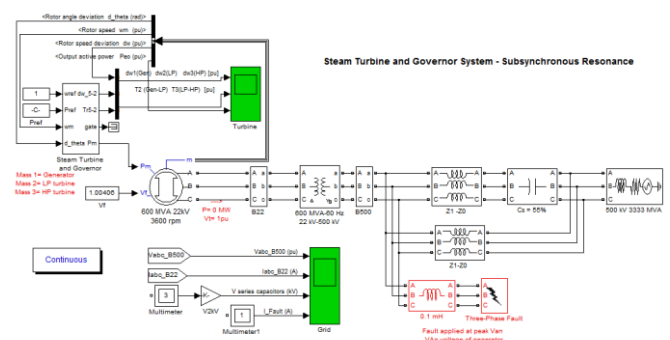 <Rotor angle deviation d_theta (rad)>
<Rotor speed wm (pu)>
<Rotor speed deviation dw (pu)>
<Output active power Peo (pu)>
Steam Turbine and Governor System - Subsynchronous Resonance
dw1(Gen) dw2(LP) dw3(HP) [pu]
T2 (Gen-LP) T3(LP-HP) [pu]
Turbine
1
wref dw_5-2
-C-
Pref Tr5-2
Pref
wm gate
d_theta Pm
Steam Turbine
and Governor
Mass 1= Generator
Mass 2= LP turbine
Mass 3= HP turbine
m
Pm
A
B
C
Vf
1.00406
Vf
600 MVA 22kV
3600 rpm
P= 0 MW
Vt= 1pu
A a
B b
C c
B22
A a
B b
C c
600 MVA-60 Hz
22 kV-500 kV
A a
B b
C c
B500
A A
B B
C C
Z1 -Z0
A A
B B
C C
Cs = 55%
A
B
C
500 kV 3333 MVA
A A
B B
C C
Z1-Z0
A A
B B
C C
0.1 mH
A
B
C
Three-Phase Fault
Fault applied at peak Van
Continuous
Vabc_B500
Vabc_B500 (pu)
Iabc_B22
Iabc_B22 (A)
V series capacitors (kV)
3
-K-
Multimeter
V2kV
1
I_Fault (A)
Multimeter1
Grid